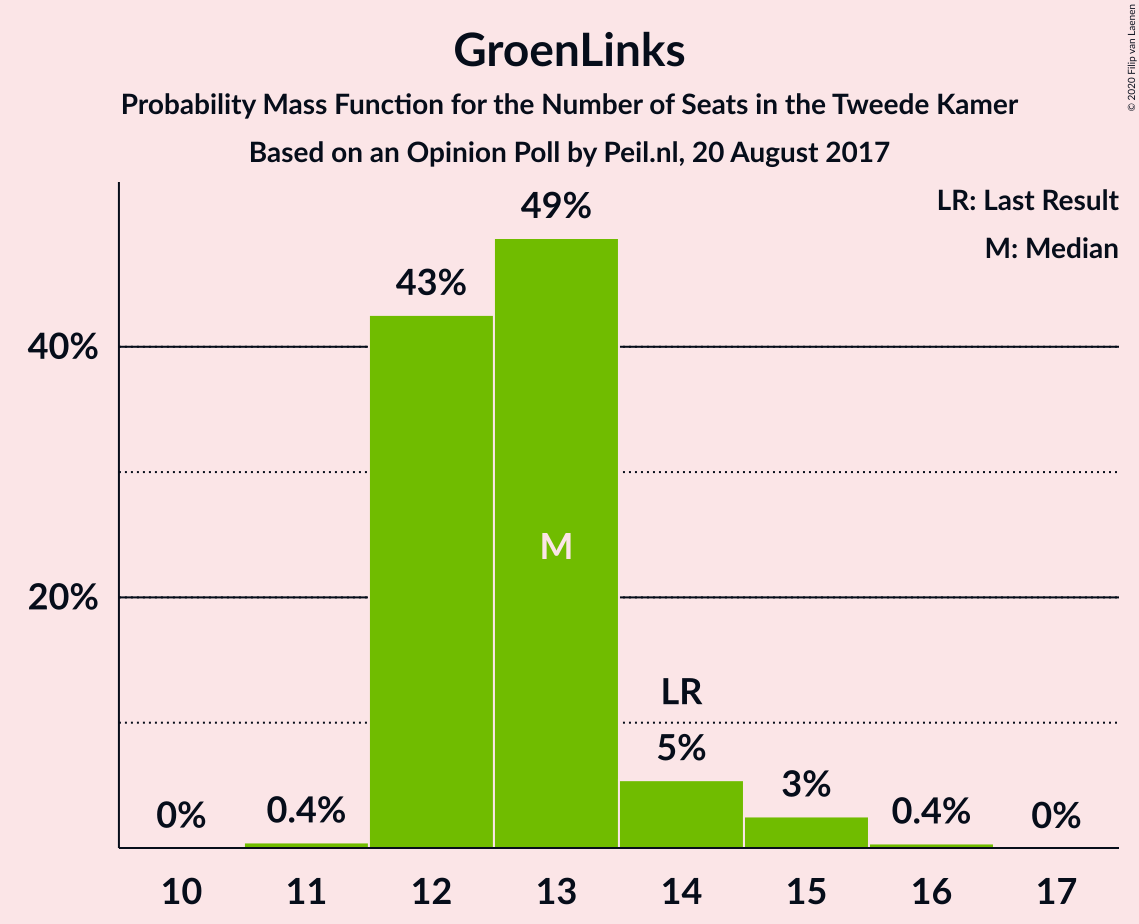 GroenLinks
Probability Mass Function for the Number of Seats in the Tweede Kamer
Based on an Opinion Poll by Peil.nl, 20 August 2017
© 2020 Filip van Laenen
LR: Last Result
M: Median
49%
43%
40%
M
20%
LR
5%
3%
0%
0.4%
0.4%
0%
10 11 12 13 14 15 16 17